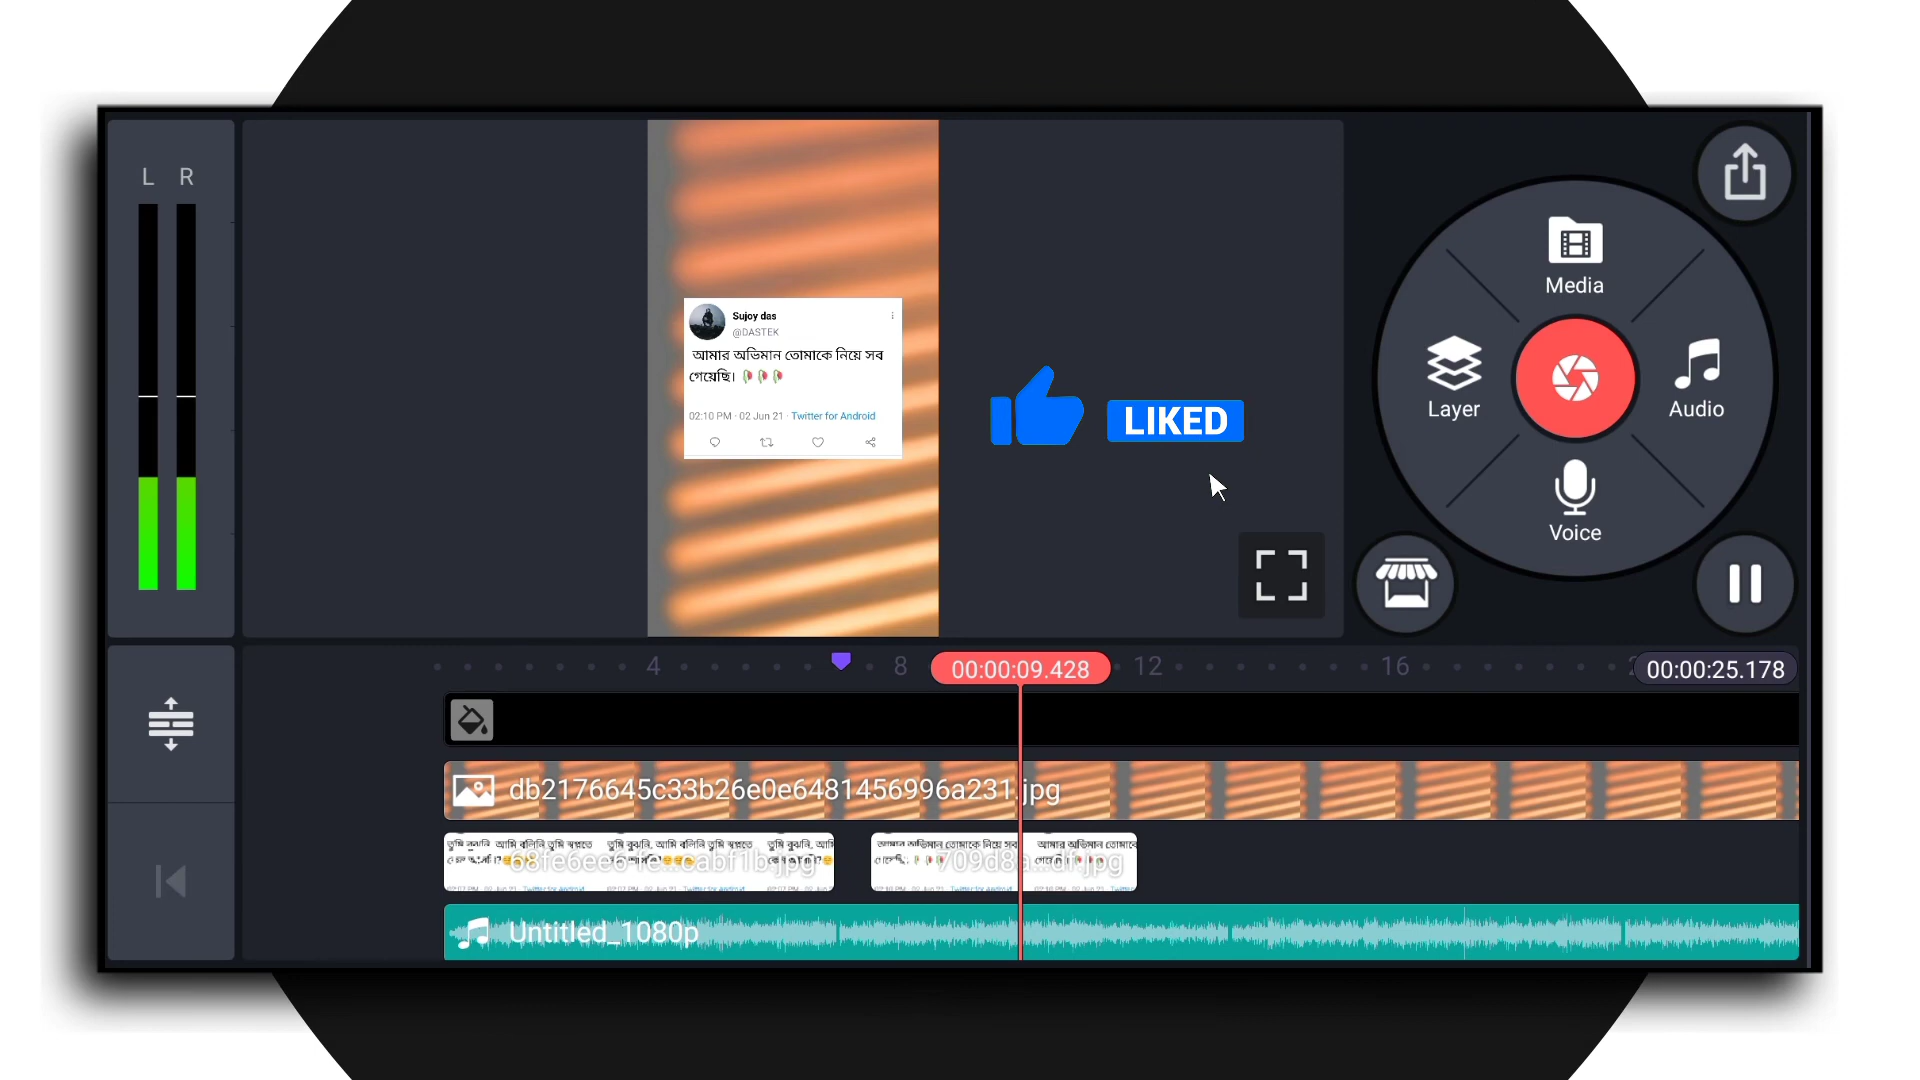 L R
Media
Layer
Audio
Voice
Sujoy das
@DASTEK
আমার অভিমান তোমাকে নিয়ে সব
গেয়েছি।
02:10 PM · 02 Jun 21 · Twitter for Android
LIKED
4
8
00:00:09.428
12
16
00:00:25.178
db2176645c33b26e0e6481456996a231.jpg
Untitled_1080p